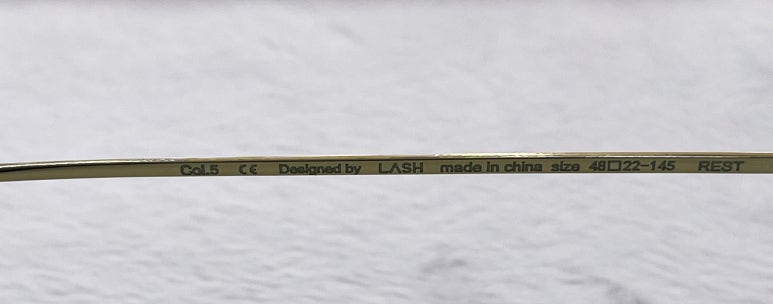 Col.5 CE Designed by LASH made in china size 48□22-145 REST